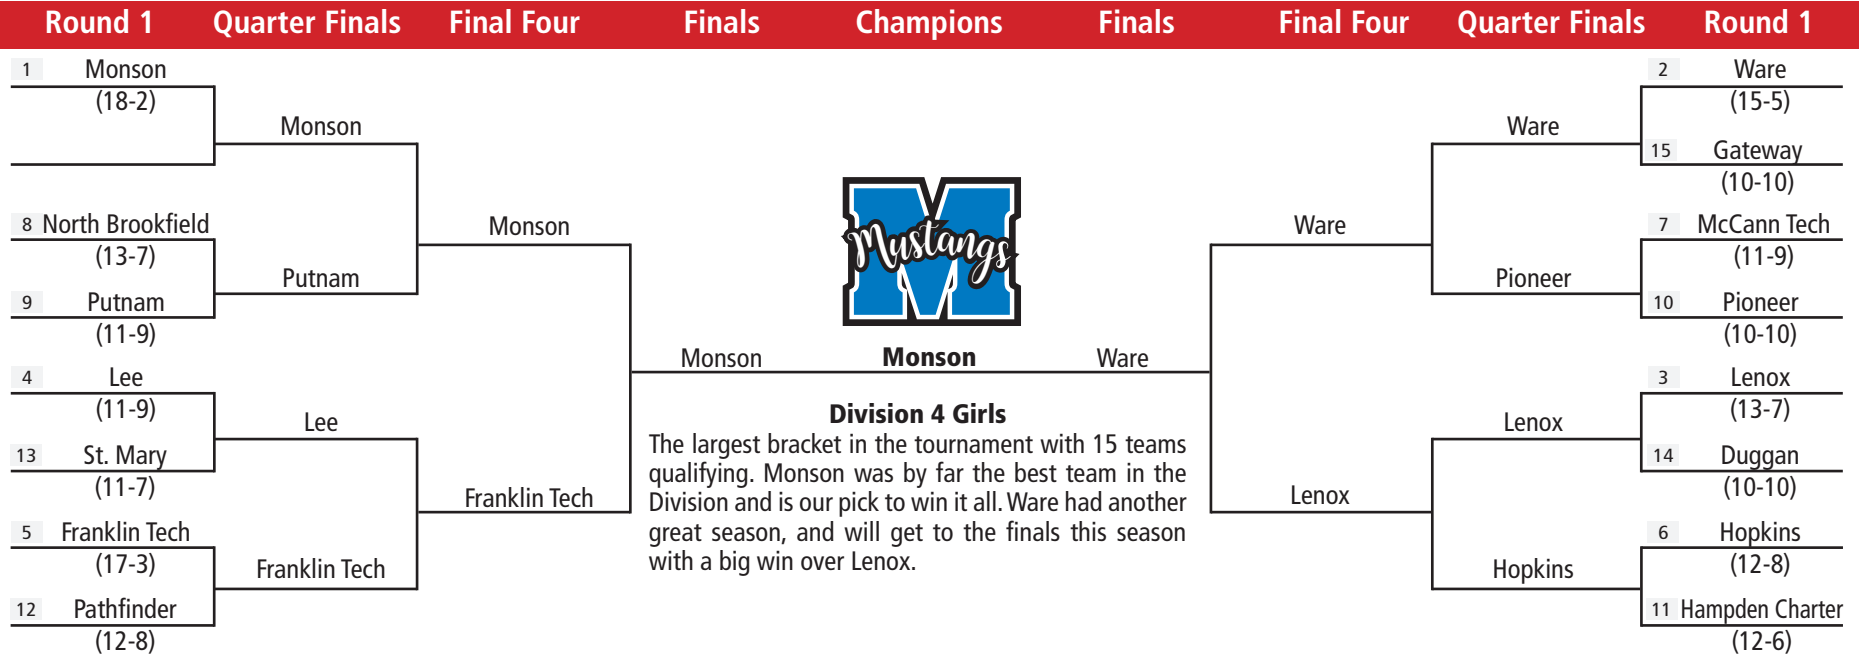 Round 1 Quarter Finals Final Four Finals Champions Finals Final Four Quarter Finals Round 1
1 Monson
(18-2)
8 North Brookfield
(13-7)
9 Putnam
(11-9)
4 Lee
(11-9)
13 St. Mary
(11-7)
5 Franklin Tech
(17-3)
12 Pathfinder
(12-8)
Monson
Putnam
Lee
Franklin Tech
Monson
Franklin Tech
Monson
Mustangs
Monson
Division 4 Girls
The largest bracket in the tournament with 15 teams
qualifying. Monson was by far the best team in the
Division and is our pick to win it all. Ware had another
great season, and will get to the finals this season
with a big win over Lenox.
Ware
Ware
Lenox
Ware
Pioneer
Lenox
Hopkins
2 Ware
(15-5)
15 Gateway
(10-10)
7 McCann Tech
(11-9)
10 Pioneer
(10-10)
3 Lenox
(13-7)
14 Duggan
(10-10)
6 Hopkins
(12-8)
11 Hampden Charter
(12-6)